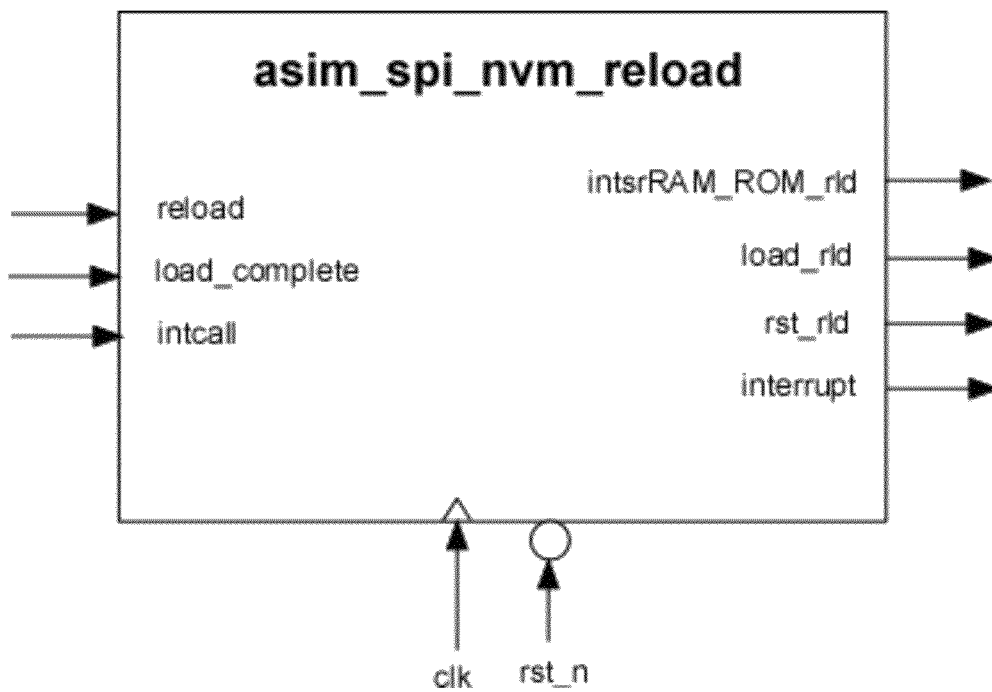 asim_spi_nvm_reload
reload
load_complete
intcall
intsrRAM_ROM_rld
load_rld
rst_rld
interrupt
clk
rst_n